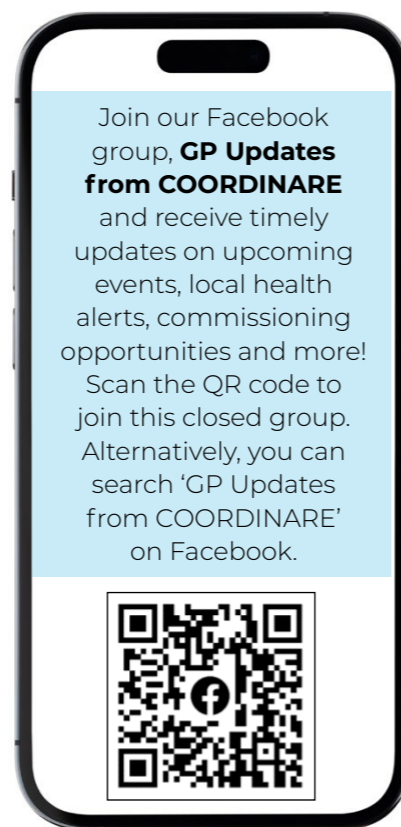 Join our Facebook
group, GP Updates
from COORDINARE
and receive timely
updates on upcoming
events, local health
alerts, commissioning
opportunities and more!
Scan the QR code to
join this closed group.
Alternatively, you can
search ‘GP Updates
from COORDINARE’
on Facebook.